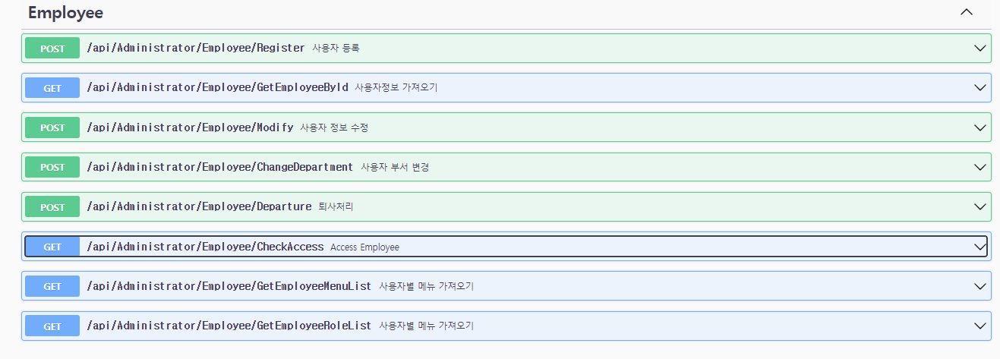 Employee
POST /api/Administrator/Employee/Register 사용자 등록
GET /api/Administrator/Employee/GetEmployeeById 사용자정보 가져오기
POST /api/Administrator/Employee/Modify 사용자 정보 수정
POST /api/Administrator/Employee/ChangeDepartment 사용자 부서 변경
POST /api/Administrator/Employee/Departure 퇴사처리
GET /api/Administrator/Employee/CheckAccess Access Employee
GET /api/Administrator/Employee/GetEmployeeMenuList 사용자별 메뉴 가져오기
GET /api/Administrator/Employee/GetEmployeeRoleList 사용자별 메뉴 가져오기